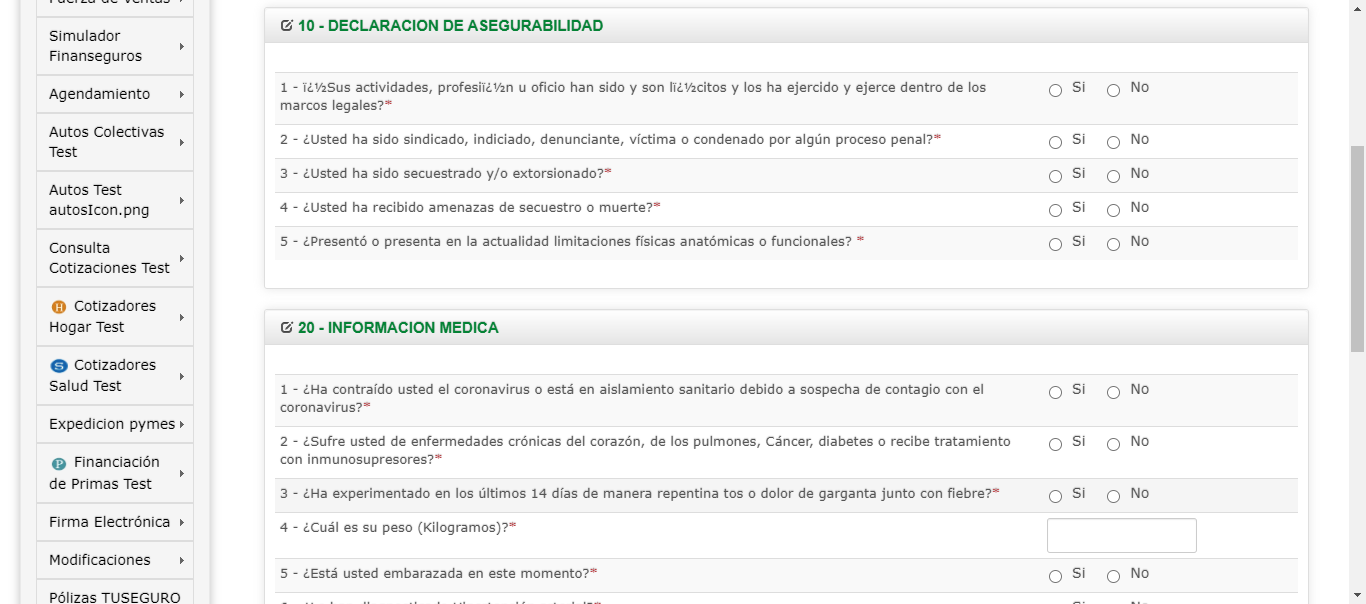 Fuerza de Ventas
Simulador
Finanseguros
Agendamiento
Autos Colectivas
Test
Autos Test
autosIcon.png
Consulta
Cotizaciones Test
H Cotizadores
Hogar Test
S Cotizadores
Salud Test
Expedicion pymes
P Financiación
de Primas Test
Firma Electrónica
Modificaciones
Pólizas TUSEGURO
10 - DECLARACION DE ASEGURABILIDAD
1 - ï¿½Sus actividades, profesiï¿½n u oficio han sido y son lï¿½citos y los ha ejercido y ejerce dentro de los
marcos legales?* Si No
2 - ¿Usted ha sido sindicado, indiciado, denunciante, víctima o condenado por algún proceso penal?* Si No
3 - ¿Usted ha sido secuestrado y/o extorsionado?* Si No
4 - ¿Usted ha recibido amenazas de secuestro o muerte?* Si No
5 - ¿Presentó o presenta en la actualidad limitaciones físicas anatómicas o funcionales? * Si No
20 - INFORMACION MEDICA
1 - ¿Ha contraído usted el coronavirus o está en aislamiento sanitario debido a sospecha de contagio con el
coronavirus?* Si No
2 - ¿Sufre usted de enfermedades crónicas del corazón, de los pulmones, Cáncer, diabetes o recibe tratamiento
con inmunosupresores?* Si No
3 - ¿Ha experimentado en los últimos 14 días de manera repentina tos o dolor de garganta junto con fiebre?* Si No
4 - ¿Cuál es su peso (Kilogramos)?*
5 - ¿Está usted embarazada en este momento?* Si No